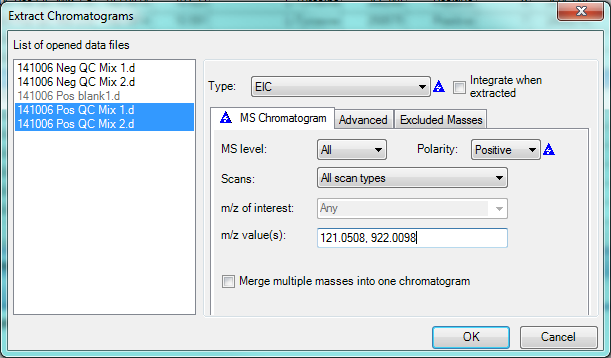 Extract Chromatograms
List of opened data files
141006 Neg QC Mix 1.d
141006 Neg QC Mix 2.d
141006 Pos blank1.d
141006 Pos QC Mix 1.d
141006 Pos QC Mix 2.d
Type: EIC Integrate when extracted
MS Chromatogram Advanced Excluded Masses
MS level: All Polarity: Positive
Scans: All scan types
m/z of interest: Any
m/z value(s): 121.0508, 922.0098
Merge multiple masses into one chromatogram
OK Cancel